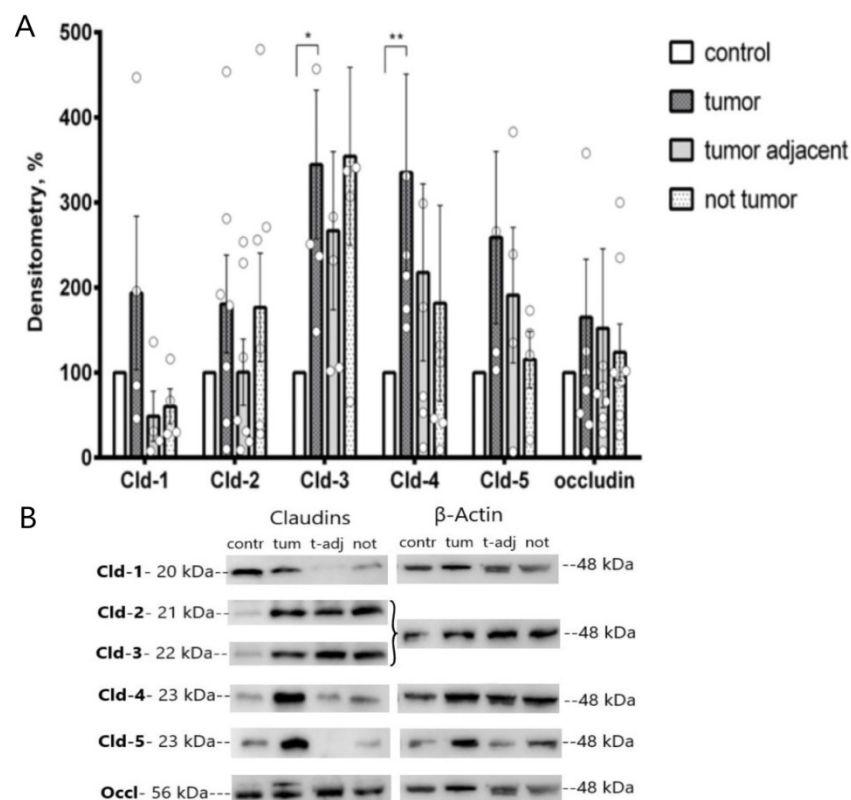 A
Densitometry, %
500
400
300
200
100
0
*
**
control
tumor
tumor adjacent
not tumor
Cld-1 Cld-2 Cld-3 Cld-4 Cld-5 occludin
B
Claudins β-Actin
contr tum t-adj not contr tum t-adj not
Cld-1- 20 kDa-- --48 kDa
Cld-2- 21 kDa--
--48 kDa
Cld-3- 22 kDa--
Cld-4- 23 kDa-- --48 kDa
Cld-5- 23 kDa-- --48 kDa
Occl- 56 kDa--- --48 kDa